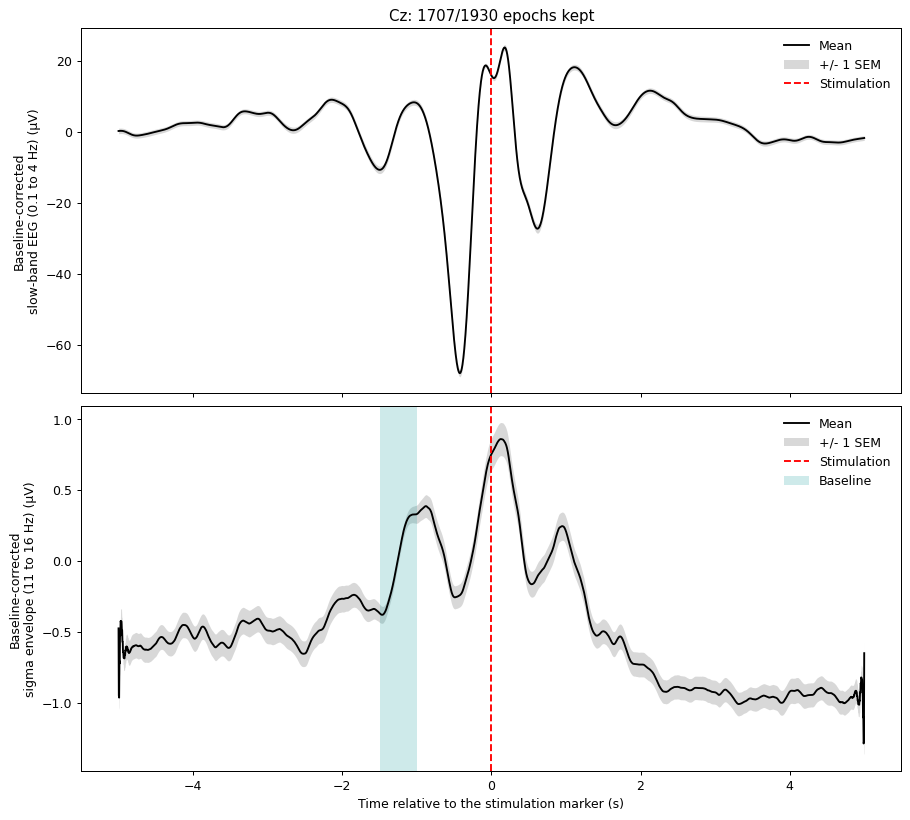 Cz: 1707/1930 epochs kept
Baseline-corrected
slow-band EEG (0.1 to 4 Hz) (µV)
20
0
−20
−40
−60
Mean
+/- 1 SEM
Stimulation
Baseline-corrected
sigma envelope (11 to 16 Hz) (µV)
1.0
0.5
0.0
−0.5
−1.0
Mean
+/- 1 SEM
Stimulation
Baseline
−4
−2
0
2
4
Time relative to the stimulation marker (s)